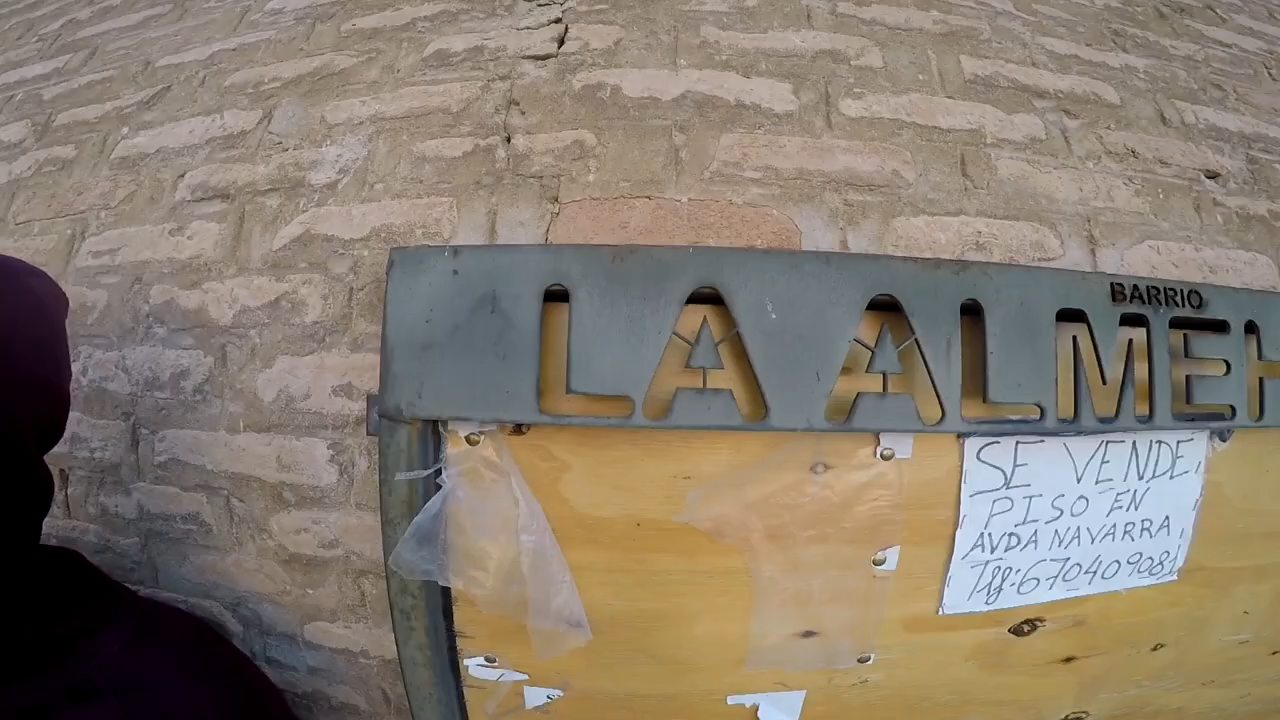 BARRIO
LA ALME
SE VENDE
PISO EN
AVDA NAVARRA
Tlf: 670409081